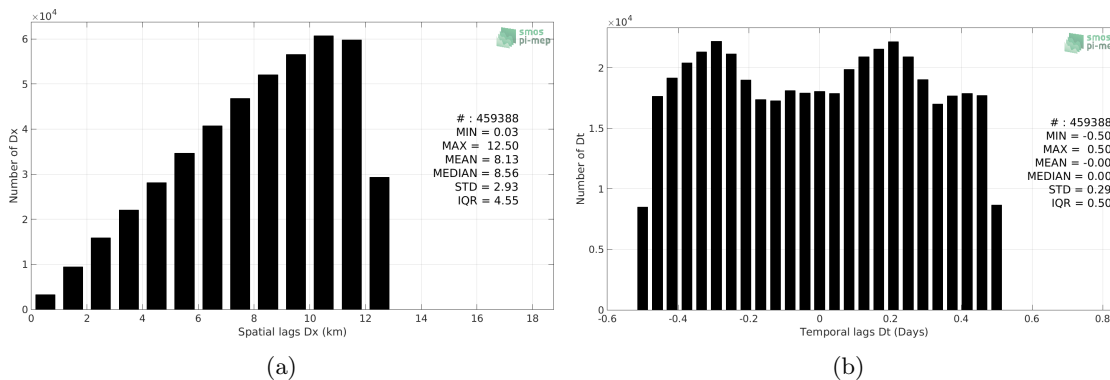 ×10⁴
6
5
4
3
2
1
0
Number of Dx
0 2 4 6 8 10 12 14 16 18
Spatial lags Dx (km)
smos
pi-mep
# : 459388
MIN = 0.03
MAX = 12.50
MEAN = 8.13
MEDIAN = 8.56
STD = 2.93
IQR = 4.55
(a)
×10⁴
2
1.5
1
0.5
0
Number of Dt
-0.6 -0.4 -0.2 0 0.2 0.4 0.6 0.8
Temporal lags Dt (Days)
smos
pi-me
# : 459388
MIN = -0.50
MAX = 0.50
MEAN = -0.00
MEDIAN = 0.00
STD = 0.29
IQR = 0.50
(b)